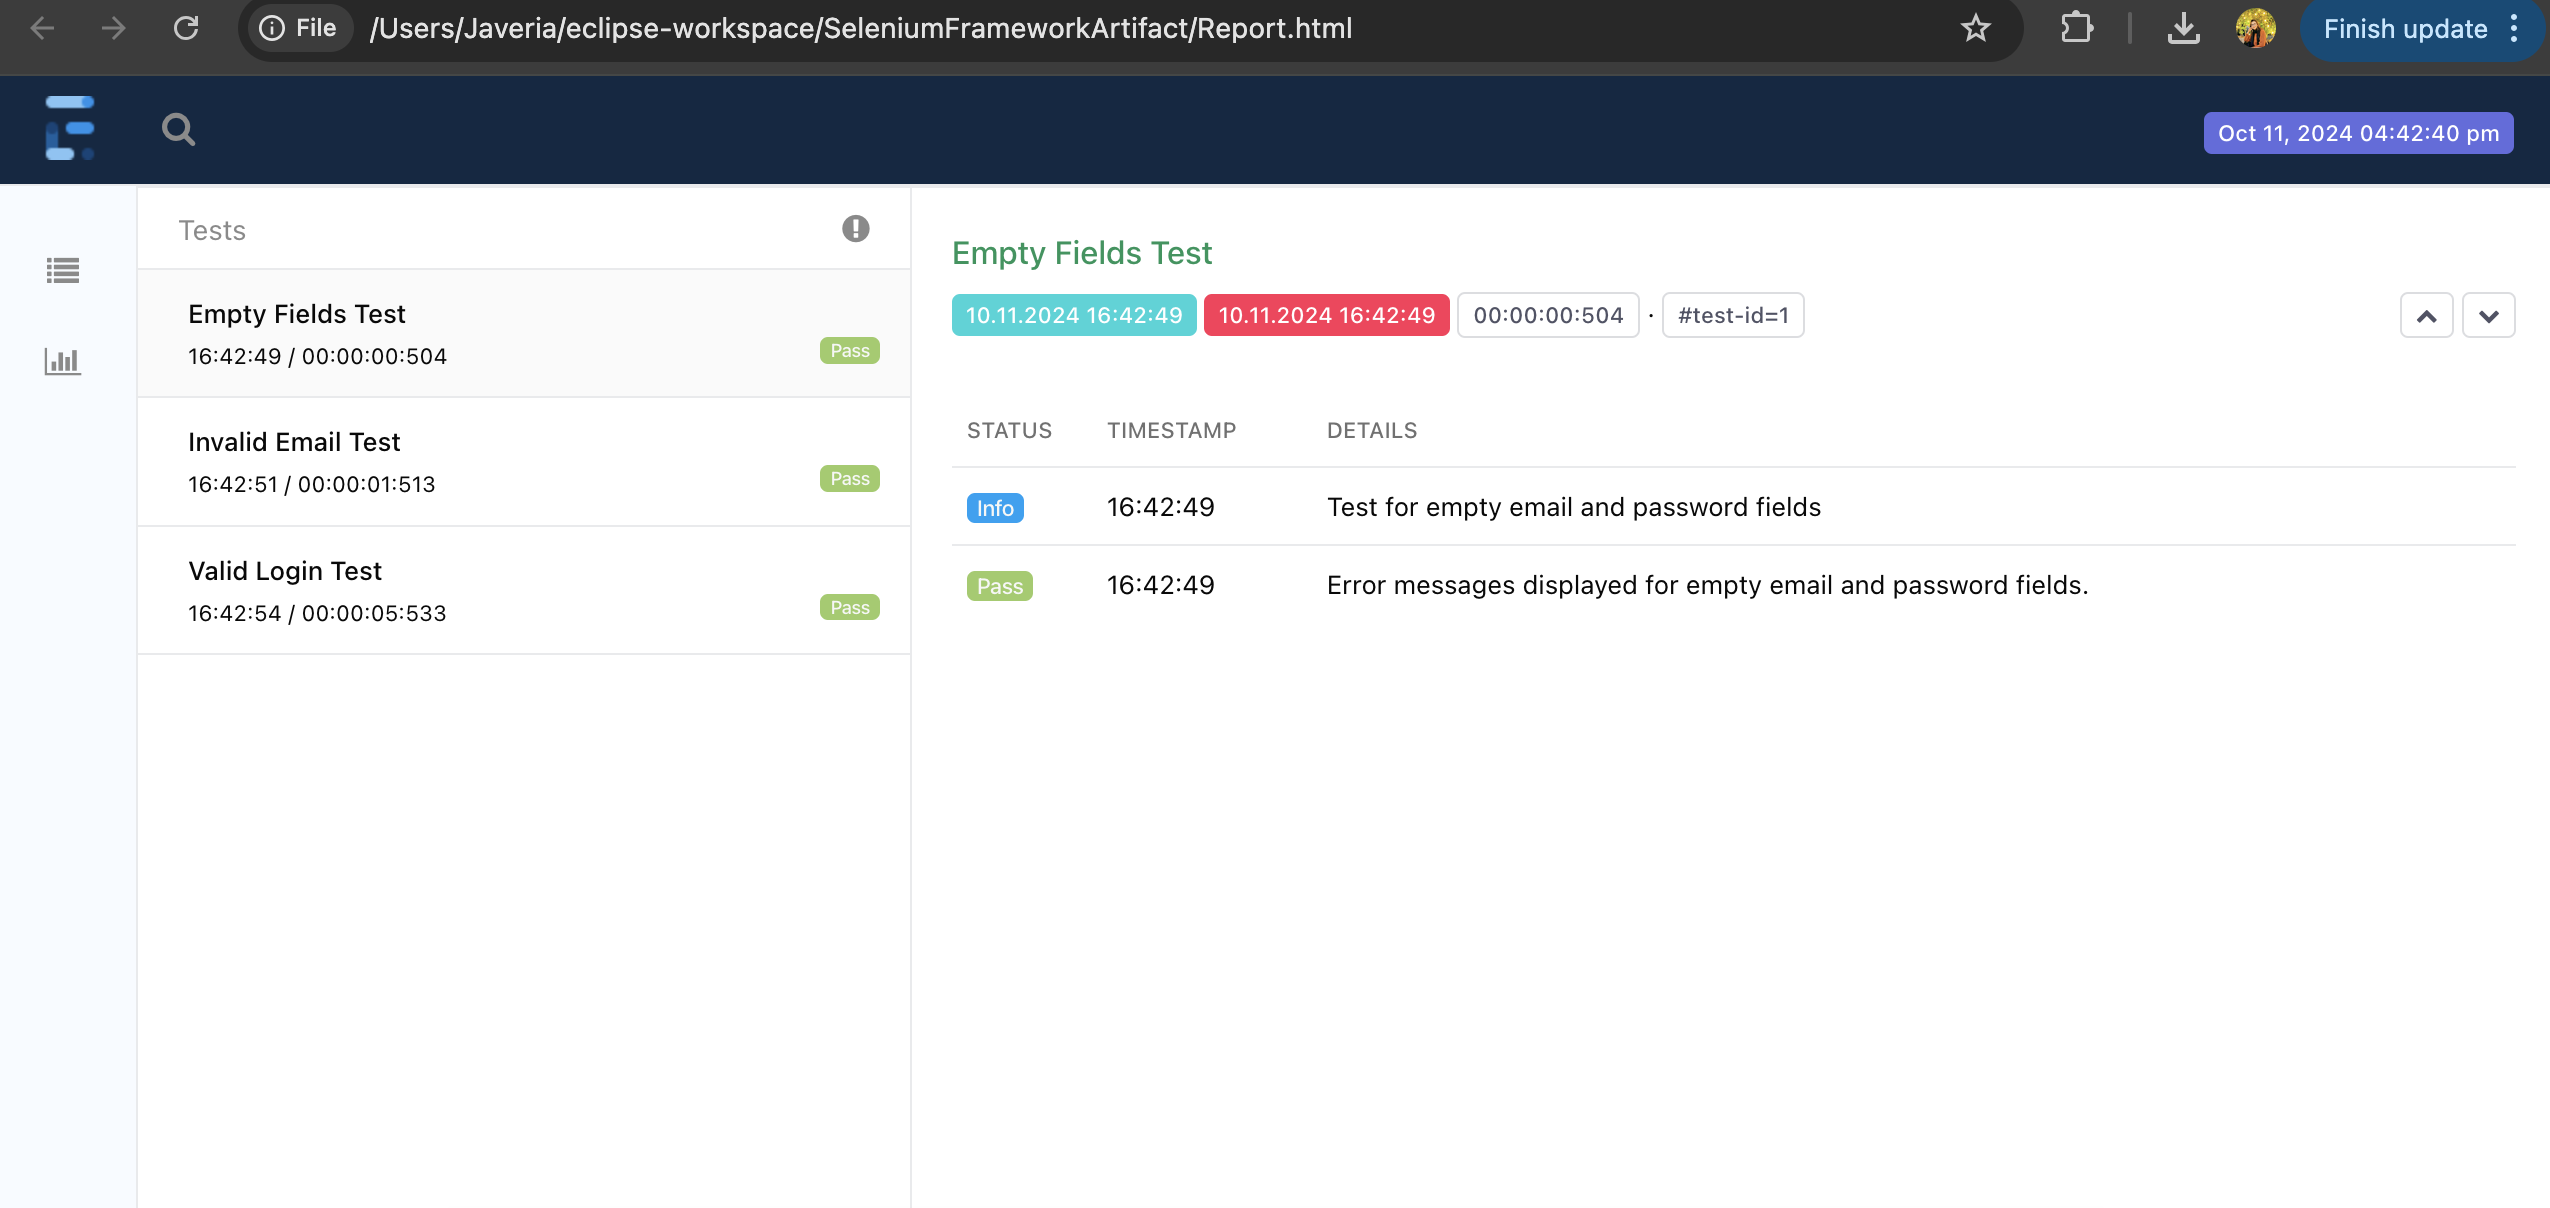 File /Users/Javeria/eclipse-workspace/SeleniumFrameworkArtifact/Report.html Finish update
Oct 11, 2024 04:42:40 pm
Tests
Empty Fields Test
16:42:49 / 00:00:00:504 Pass
Invalid Email Test
16:42:51 / 00:00:01:513 Pass
Valid Login Test
16:42:54 / 00:00:05:533 Pass
Empty Fields Test
10.11.2024 16:42:49 10.11.2024 16:42:49 00:00:00:504 · #test-id=1
STATUS TIMESTAMP DETAILS
Info 16:42:49 Test for empty email and password fields
Pass 16:42:49 Error messages displayed for empty email and password fields.